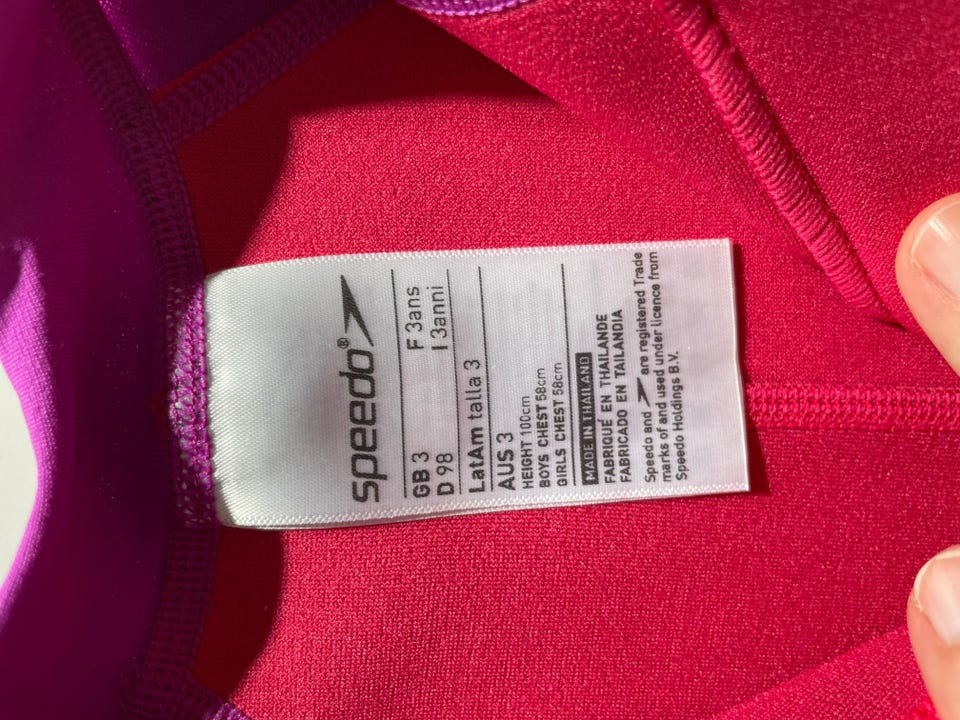 speedo®
GB 3 F 3ans
D 98 I 3anni
LatAm talla 3
AUS 3
HEIGHT 100cm
BOYS CHEST 58cm
GIRLS CHEST 58cm
MADE IN THAILAND
FABRIQUÉ EN THAILANDE
FABRICADO EN TAILANDIA
Speedo and are registered Trade
marks of and used under licence from
Speedo Holdings B.V.